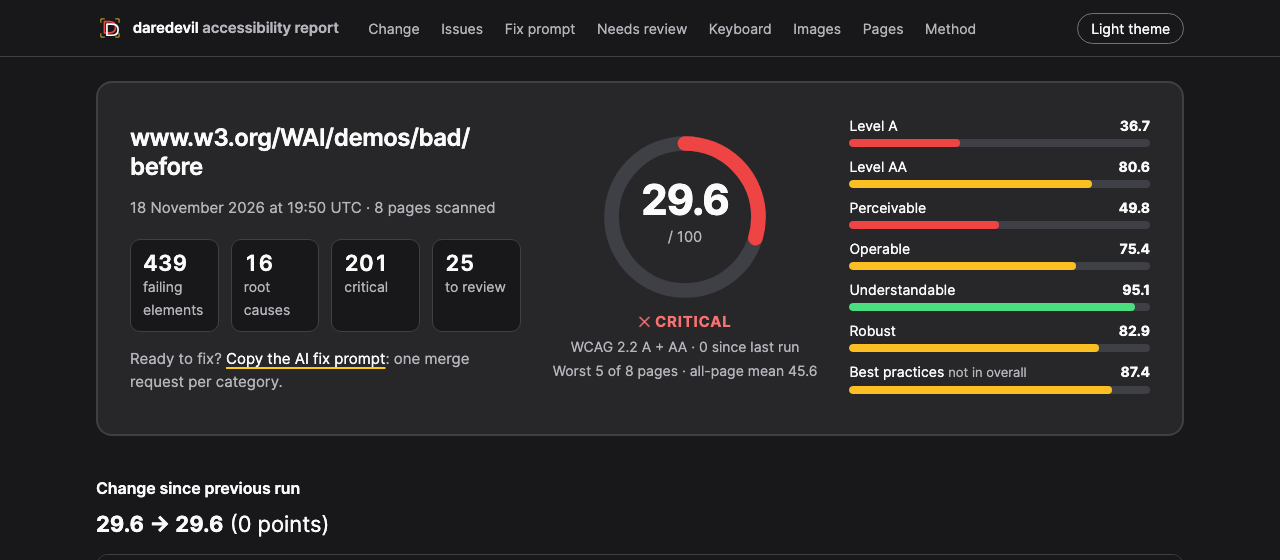 daredevil accessibility report
Change
Issues
Fix prompt
Needs review
Keyboard
Images
Pages
Method
Light theme
www.w3.org/WAI/demos/bad/
before
18 November 2026 at 19:50 UTC · 8 pages scanned
439
failing
elements
16
root
causes
201
critical
25
to review
Ready to fix? Copy the AI fix prompt: one merge
request per category.
29.6
/ 100
✕ CRITICAL
WCAG 2.2 A + AA · 0 since last run
Worst 5 of 8 pages · all-page mean 45.6
Level A 36.7
Level AA 80.6
Perceivable 49.8
Operable 75.4
Understandable 95.1
Robust 82.9
Best practices not in overall 87.4
Change since previous run
29.6 → 29.6 (0 points)